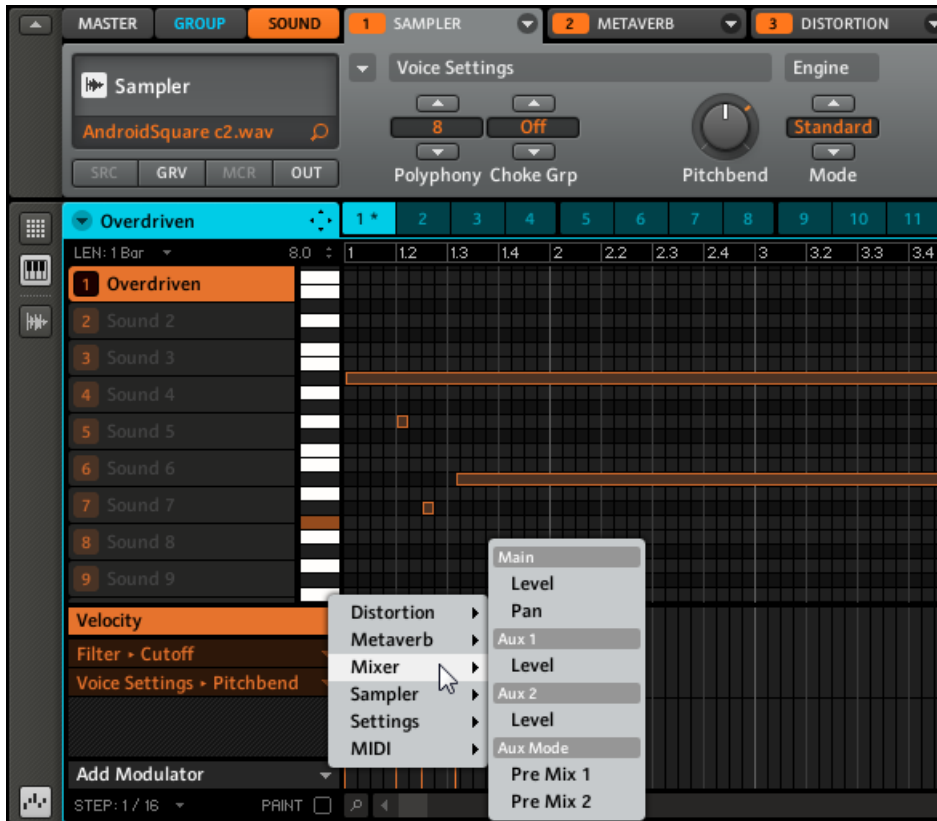 MASTER GROUP SOUND 1 SAMPLER 2 METAVERB 3 DISTORTION
Sampler
AndroidSquare c2.wav
SRC GRV MCR OUT
Voice Settings Engine
8 Off Standard
Polyphony Choke Grp Pitchbend Mode
Overdriven 1 * 2 3 4 5 6 7 8 9 10 11
LEN: 1 Bar 8.0 1 1.2 1.3 1.4 2 2.2 2.3 2.4 3 3.2 3.3 3.4
1 Overdriven
2 Sound 2
3 Sound 3
4 Sound 4
5 Sound 5
6 Sound 6
7 Sound 7
8 Sound 8
9 Sound 9
Velocity
Filter ▸ Cutoff
Voice Settings ▸ Pitchbend
Add Modulator
STEP: 1 / 16 PAINT
Distortion
Metaverb
Mixer
Sampler
Settings
MIDI
Main
Level
Pan
Aux 1
Level
Aux 2
Level
Aux Mode
Pre Mix 1
Pre Mix 2